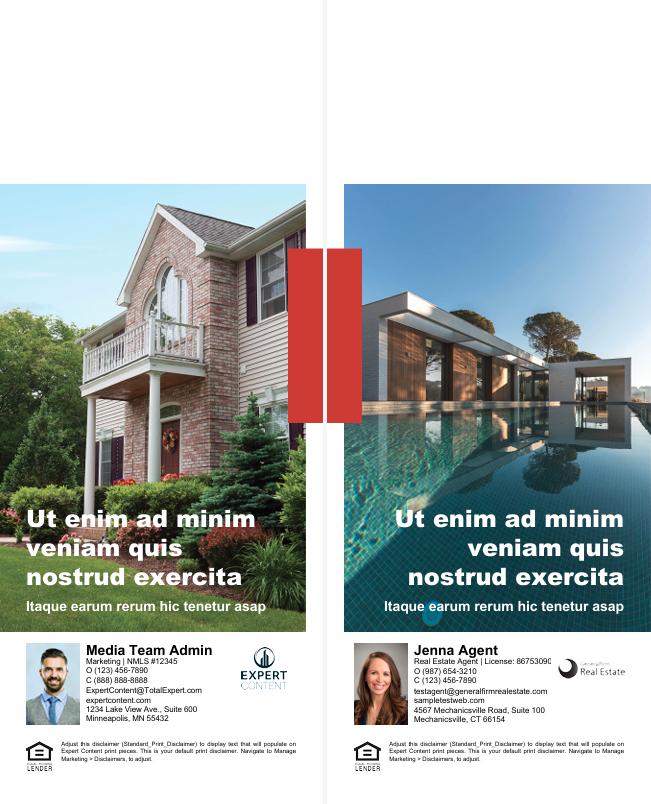 Ut enim ad minim
veniam quis
nostrud exercita
Itaque earum rerum hic tenetur asap
Media Team Admin
Marketing | NMLS #12345
O (123) 456-7890
C (888) 888-8888
ExpertContent@TotalExpert.com
expertcontent.com
1234 Lake View Ave., Suite 600
Minneapolis, MN 55432
EXPERT
CONTENT
EQUAL HOUSING
LENDER
Adjust this disclaimer (Standard_Print_Disclaimer) to display text that will populate on
Expert Content print pieces. This is your default print disclaimer. Navigate to Manage
Marketing > Disclaimers, to adjust.
Ut enim ad minim
veniam quis
nostrud exercita
Itaque earum rerum hic tenetur asap
Jenna Agent
Real Estate Agent | License: 8675309C
O (987) 654-3210
C (123) 456-7890
testagent@generalfirmrealestate.com
sampletestweb.com
4567 Mechanicsville Road, Suite 100
Mechanicsville, CT 66154
Real Estate
EQUAL HOUSING
LENDER
Adjust this disclaimer (Standard_Print_Disclaimer) to display text that will populate on
Expert Content print pieces. This is your default print disclaimer. Navigate to Manage
Marketing > Disclaimers, to adjust.